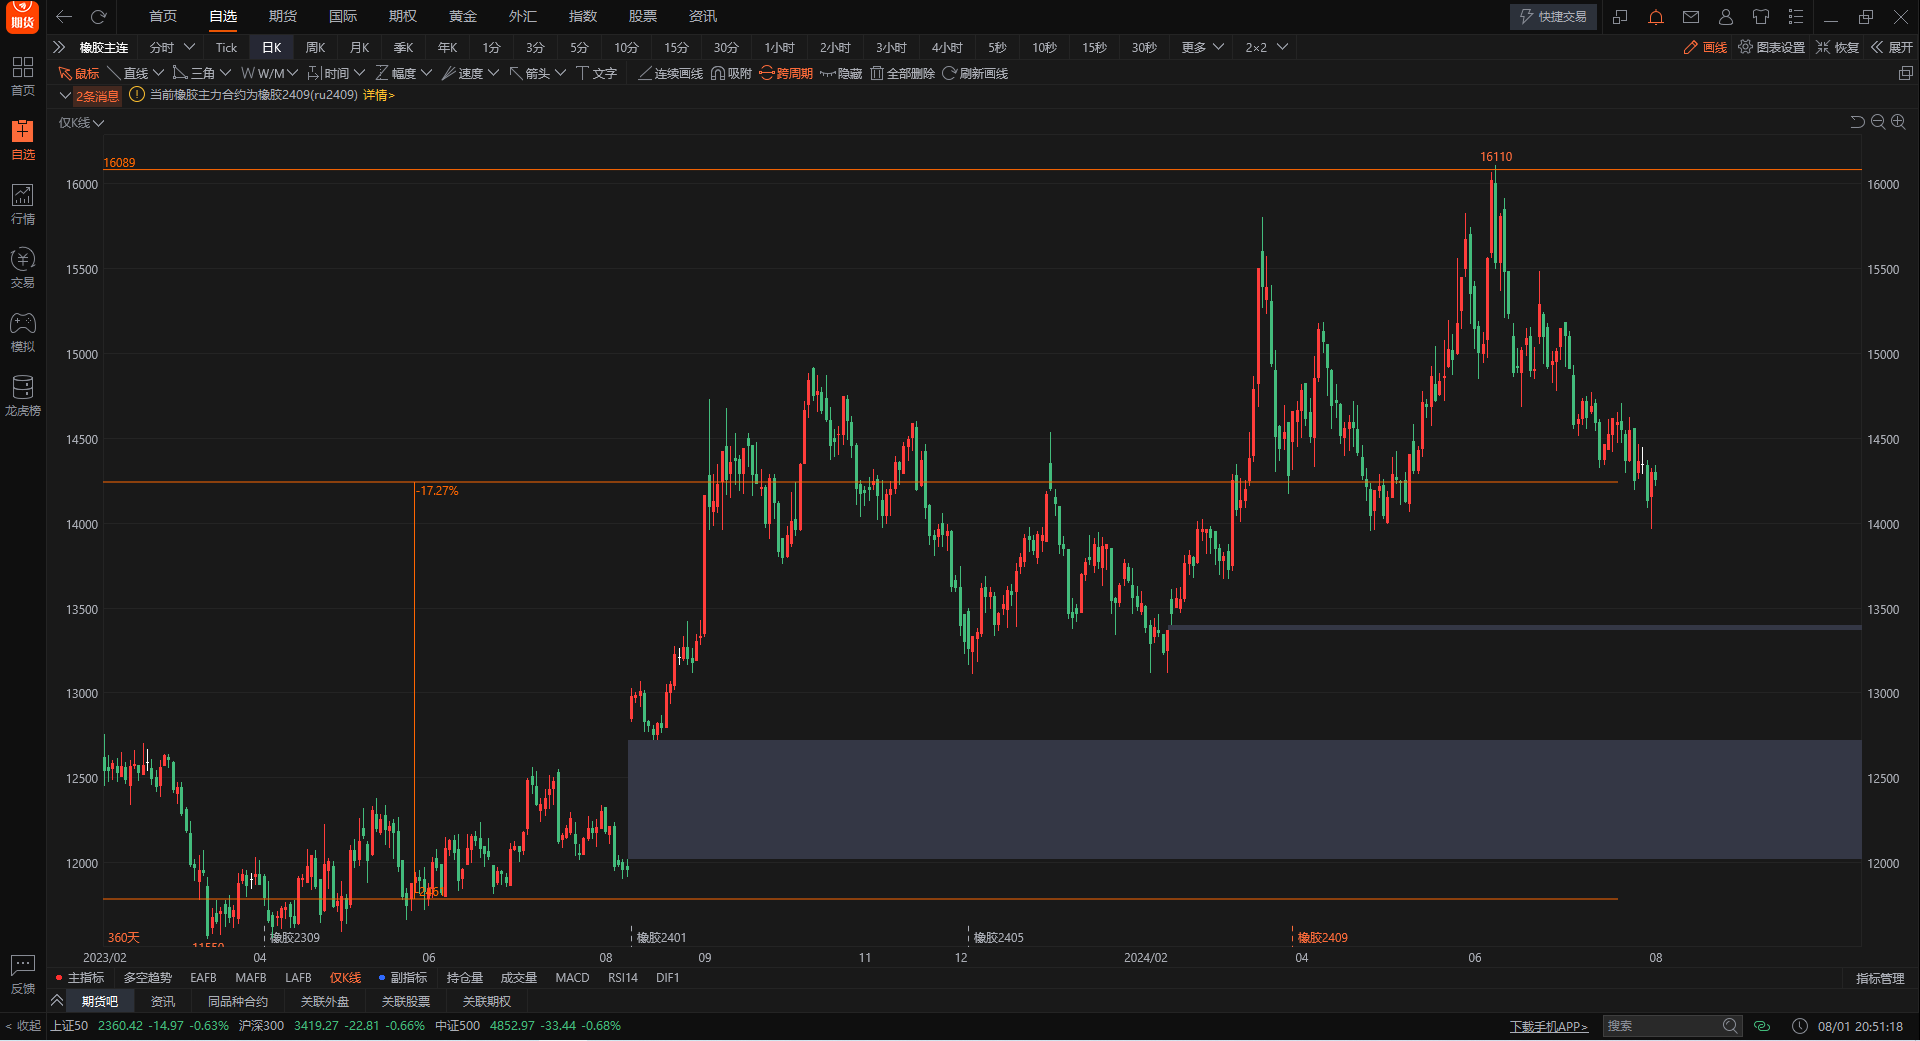 期货
首页 自选 期货 国际 期权 黄金 外汇 指数 股票 资讯 快捷交易
橡胶主连 分时 Tick 日K 周K 月K 季K 年K 1分 3分 5分 10分 15分 30分 1小时 2小时 3小时 4小时 5秒 10秒 15秒 30秒 更多 2×2 画线 图表设置 恢复 展开
鼠标 直线 三角 W/M 时间 幅度 速度 箭头 文字 连续画线 吸附 跨周期 隐藏 全部删除 刷新画线
2条消息 当前橡胶主力合约为橡胶2409(ru2409) 详情>
仅K线
首页
自选
行情
交易
模拟
龙虎榜
反馈
16089
16110
16000 16000
15500 15500
15000 15000
14500 14500
-17.27%
14000 14000
13500 13500
13000 13000
12500 12500
12000 12000
360天 11550 橡胶2309 橡胶2401 橡胶2405 橡胶2409
2023/02 04 06 08 09 11 12 2024/02 04 06 08
主指标 多空趋势 EAFB MAFB LAFB 仅K线 副指标 持仓量 成交量 MACD RSI14 DIF1 指标管理
期货吧 资讯 同品种合约 关联外盘 关联股票 关联期权
< 收起 上证50 2360.42 -14.97 -0.63% 沪深300 3419.27 -22.81 -0.66% 中证500 4852.97 -33.44 -0.68% 下载手机APP> 搜索 08/01 20:51:18